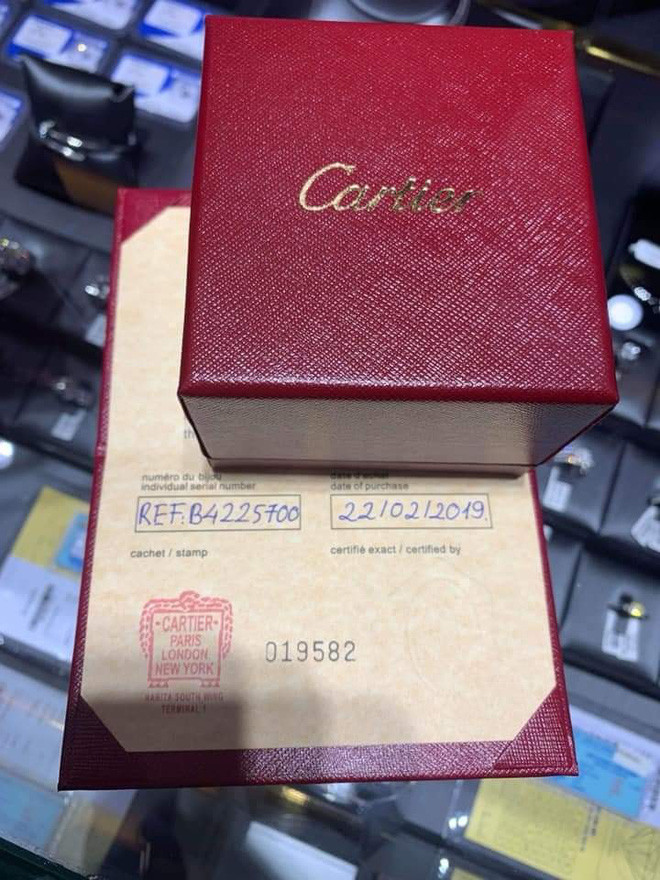 Cartier
th
numéro du bijou
individual serial number
date d'achat
date of purchase
REF:B4225700
22/02/2019.
cachet / stamp
certifié exact / certified by
-CARTIER-
PARIS
LONDON
NEW YORK
019582
NARITA SOUTH WING
TERMINAL 1